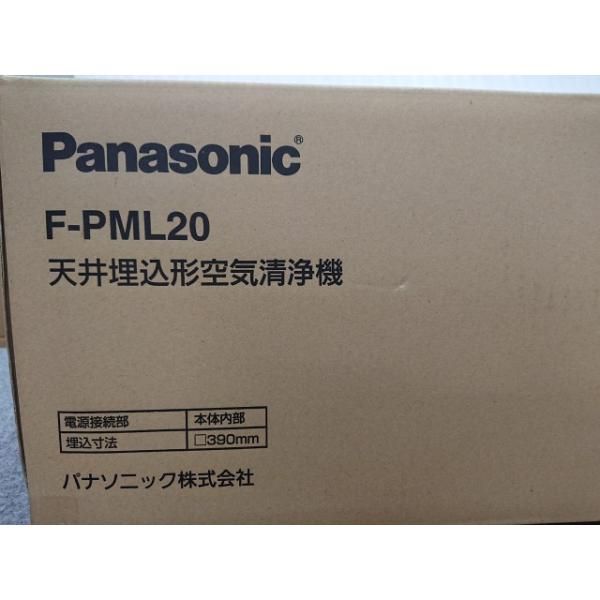 Panasonic®
F-PML20
天井埋込形空気清浄機
電源接続部 本体内部
埋込寸法 □390mm
パナソニック株式会社